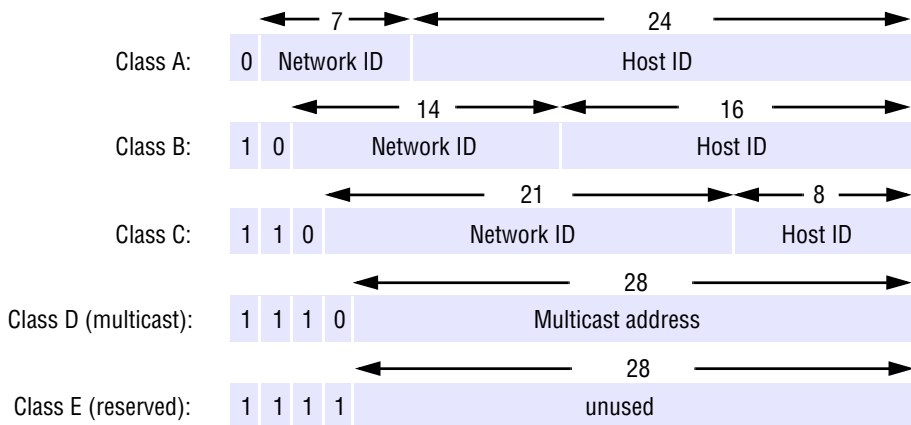 7 24
Class A: 0 Network ID Host ID
14 16
Class B: 1 0 Network ID Host ID
21 8
Class C: 1 1 0 Network ID Host ID
28
Class D (multicast): 1 1 1 0 Multicast address
28
Class E (reserved): 1 1 1 1 unused